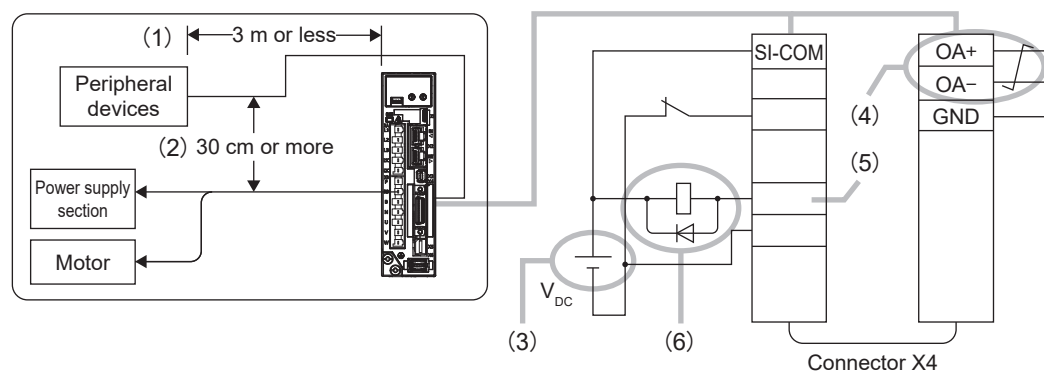 (1)
3 m or less
Peripheral
devices
(2) 30 cm or more
Power supply
section
Motor
SI-COM
OA+
OA−
GND
(4)
(5)
(3)
V DC
(6)
Connector X4